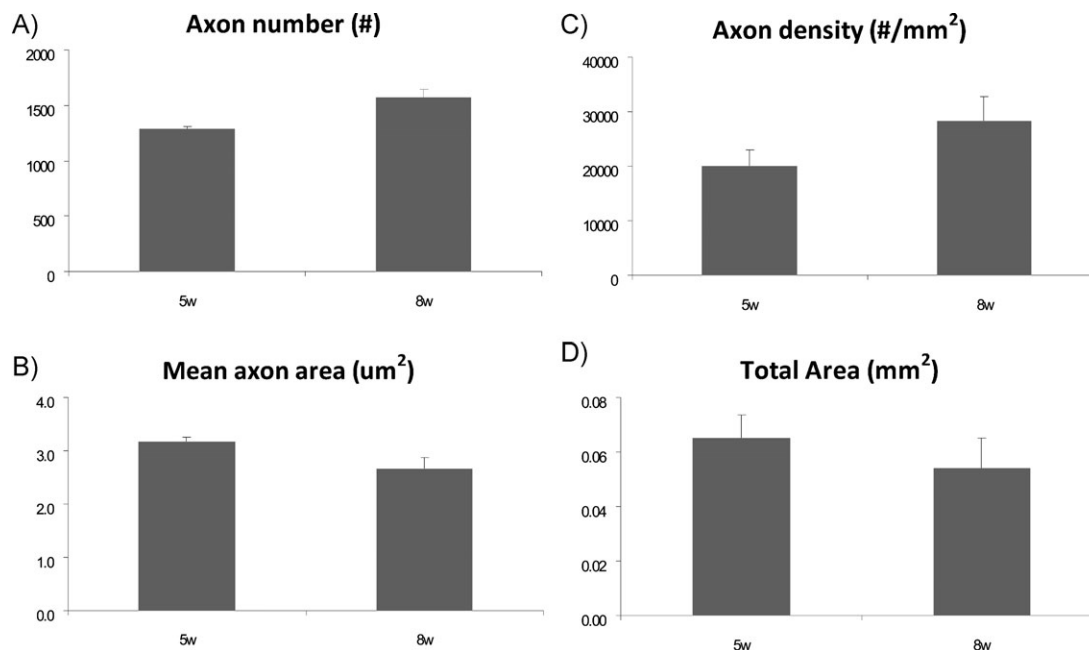 A)
Axon number (#)
2000
1500
1000
500
0
5w
8w
B)
Mean axon area (um²)
4.0
3.0
2.0
1.0
0.0
5w
8w
C)
Axon density (#/mm²)
40000
30000
20000
10000
0
5w
8w
D)
Total Area (mm²)
0.08
0.06
0.04
0.02
0.00
5w
8w